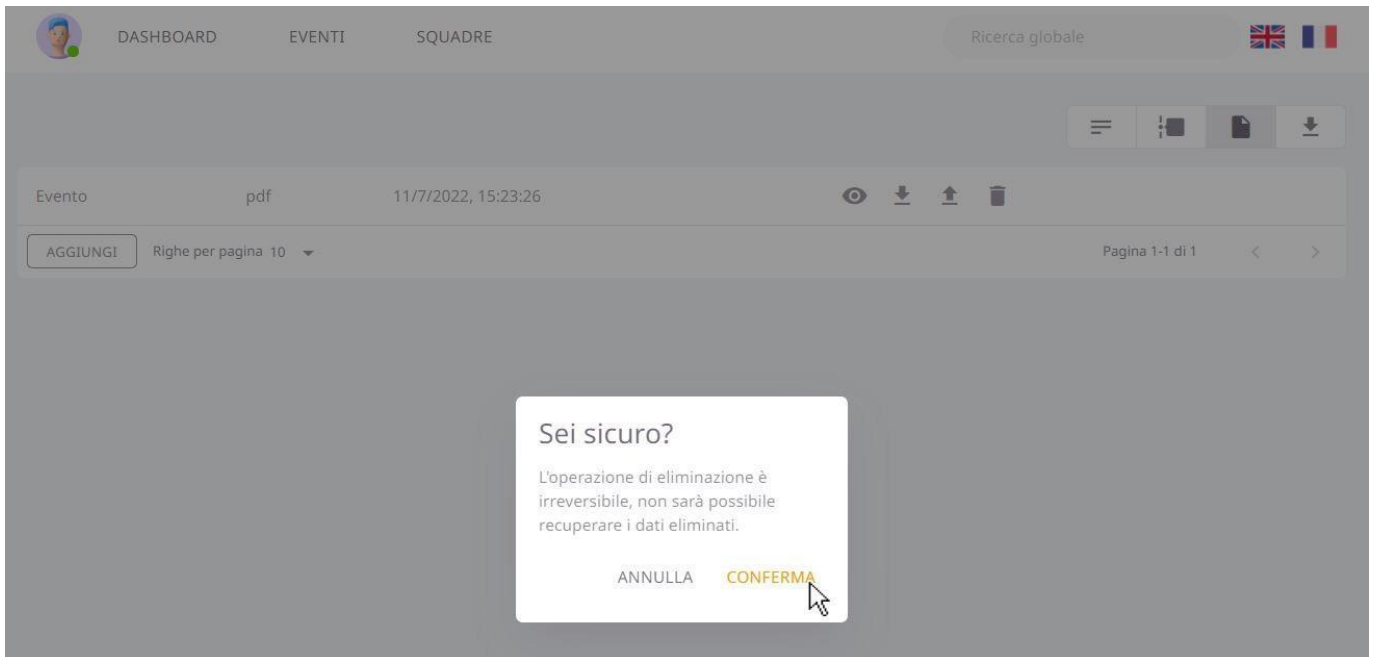 DASHBOARD EVENTI SQUADRE Ricerca globale
Evento pdf 11/7/2022, 15:23:26
AGGIUNGI Righe per pagina 10 Pagina 1-1 di 1
Sei sicuro?
L'operazione di eliminazione è
irreversibile, non sarà possibile
recuperare i dati eliminati.
ANNULLA CONFERMA